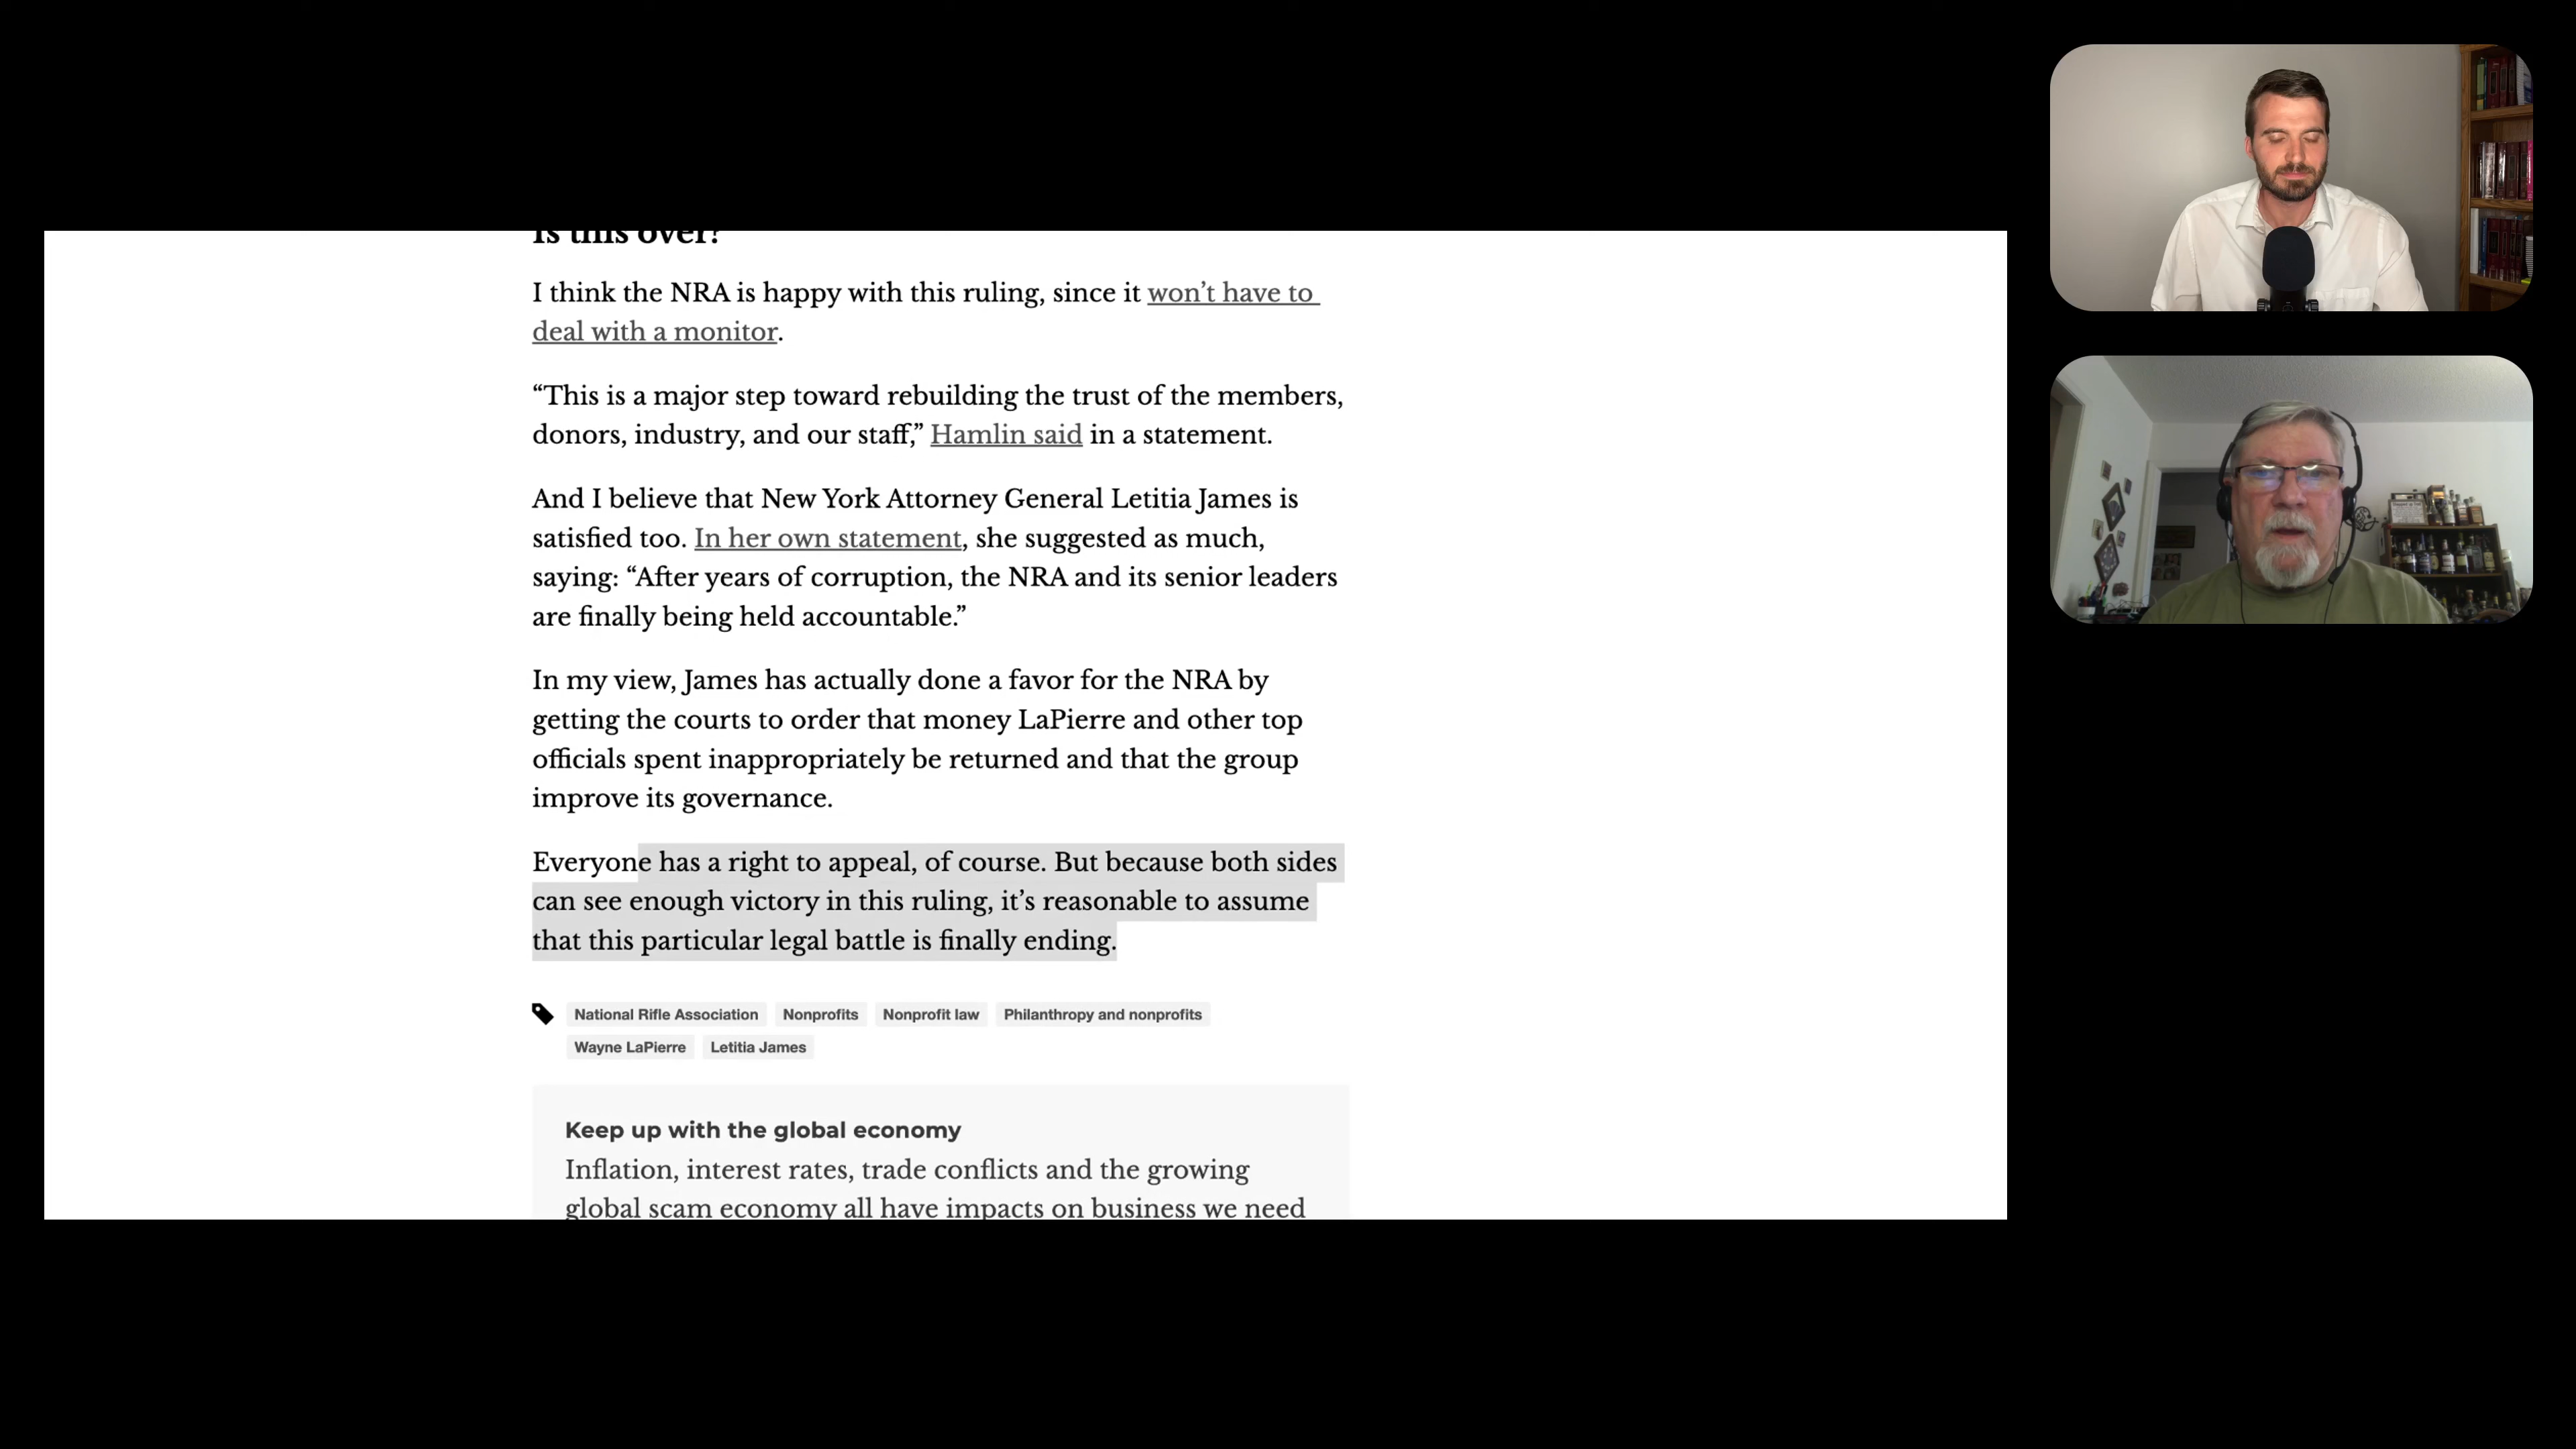 Is this over?
I think the NRA is happy with this ruling, since it won’t have to
deal with a monitor.
“This is a major step toward rebuilding the trust of the members,
donors, industry, and our staff,” Hamlin said in a statement.
And I believe that New York Attorney General Letitia James is
satisfied too. In her own statement, she suggested as much,
saying: “After years of corruption, the NRA and its senior leaders
are finally being held accountable.”
In my view, James has actually done a favor for the NRA by
getting the courts to order that money LaPierre and other top
officials spent inappropriately be returned and that the group
improve its governance.
Everyone has a right to appeal, of course. But because both sides
can see enough victory in this ruling, it’s reasonable to assume
that this particular legal battle is finally ending.
National Rifle Association Nonprofits Nonprofit law Philanthropy and nonprofits
Wayne LaPierre Letitia James
Keep up with the global economy
Inflation, interest rates, trade conflicts and the growing
global scam economy all have impacts on business we need